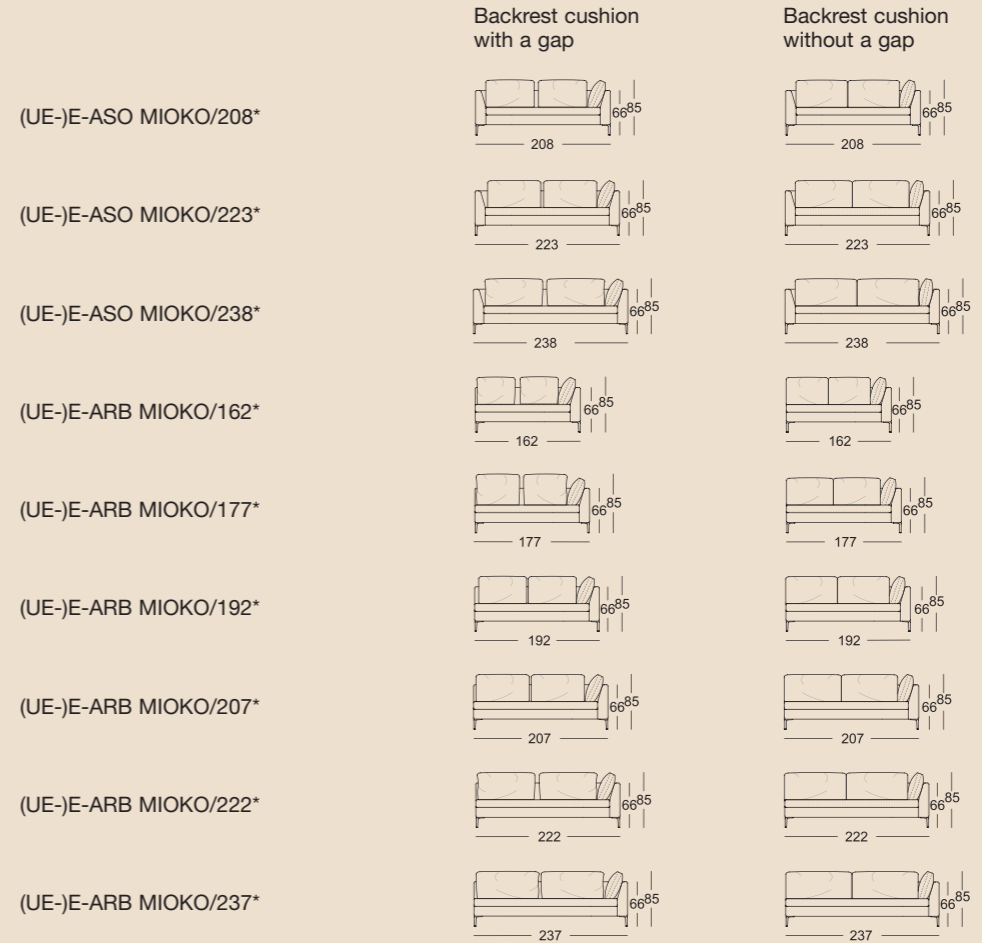 Backrest cushion
with a gap
Backrest cushion
without a gap
(UE-)E-ASO MIOKO/208*
66 85
208
66 85
208
(UE-)E-ASO MIOKO/223*
66 85
223
66 85
223
(UE-)E-ASO MIOKO/238*
66 85
238
66 85
238
(UE-)E-ARB MIOKO/162*
66 85
162
66 85
162
(UE-)E-ARB MIOKO/177*
66 85
177
66 85
177
(UE-)E-ARB MIOKO/192*
66 85
192
66 85
192
(UE-)E-ARB MIOKO/207*
66 85
207
66 85
207
(UE-)E-ARB MIOKO/222*
66 85
222
66 85
222
(UE-)E-ARB MIOKO/237*
66 85
237
66 85
237